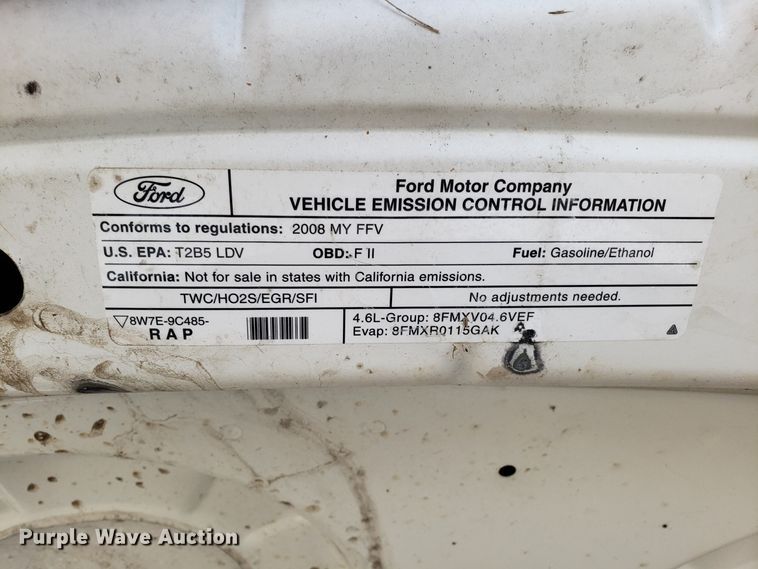 Ford
Ford Motor Company
VEHICLE EMISSION CONTROL INFORMATION
Conforms to regulations: 2008 MY FFV
U.S. EPA: T2B5 LDV OBD: F II Fuel: Gasoline/Ethanol
California: Not for sale in states with California emissions.
TWC/HO2S/EGR/SFI No adjustments needed.
▽8W7E-9C485-
RAP
4.6L-Group: 8FMXV04.6VEF
Evap: 8FMXR0115GAK
Purple Wave Auction